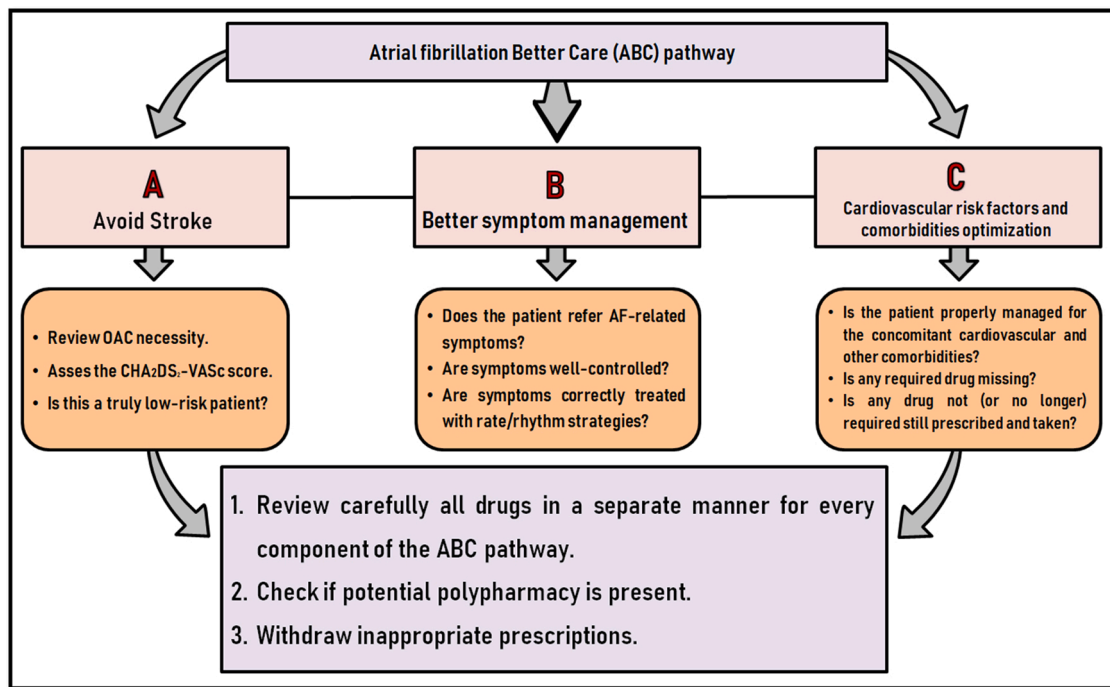 Atrial fibrillation Better Care (ABC) pathway
A
Avoid Stroke
B
Better symptom management
C
Cardiovascular risk factors and
comorbidities optimization
• Review OAC necessity.
• Asses the CHA₂DS₂-VASc score.
• Is this a truly low-risk patient?
• Does the patient refer AF-related
symptoms?
• Are symptoms well-controlled?
• Are symptoms correctly treated
with rate/rhythm strategies?
• Is the patient properly managed for
the concomitant cardiovascular and
other comorbidities?
• Is any required drug missing?
• Is any drug not (or no longer)
required still prescribed and taken?
1. Review carefully all drugs in a separate manner for every
component of the ABC pathway.
2. Check if potential polypharmacy is present.
3. Withdraw inappropriate prescriptions.